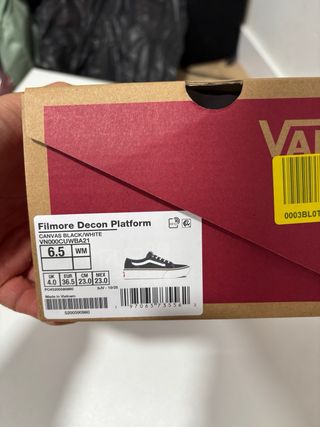 VA
0003BL0T
Filmore Decon Platform
CANVAS BLACK/WHITE
VN000CUWBA21
6.5 WM
UK EUR CM MEX
4.0 36.5 23.0 23.0
Made in Vietnam